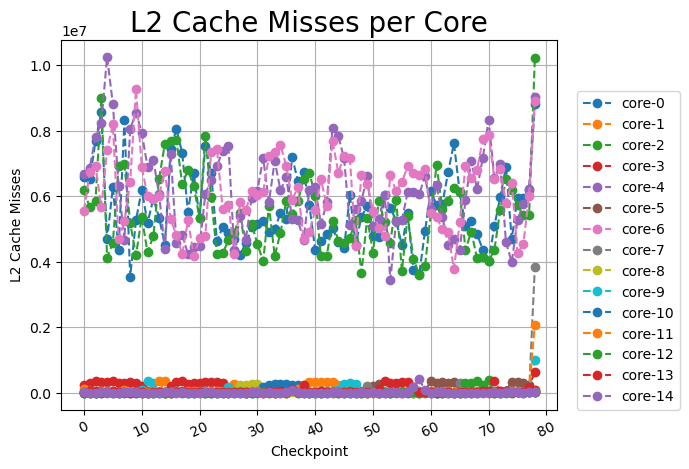 L2 Cache Misses per Core
1e7
1.0
0.8
0.6
0.4
0.2
0.0
L2 Cache Misses
0
10
20
30
40
50
60
70
80
Checkpoint
core-0
core-1
core-2
core-3
core-4
core-5
core-6
core-7
core-8
core-9
core-10
core-11
core-12
core-13
core-14